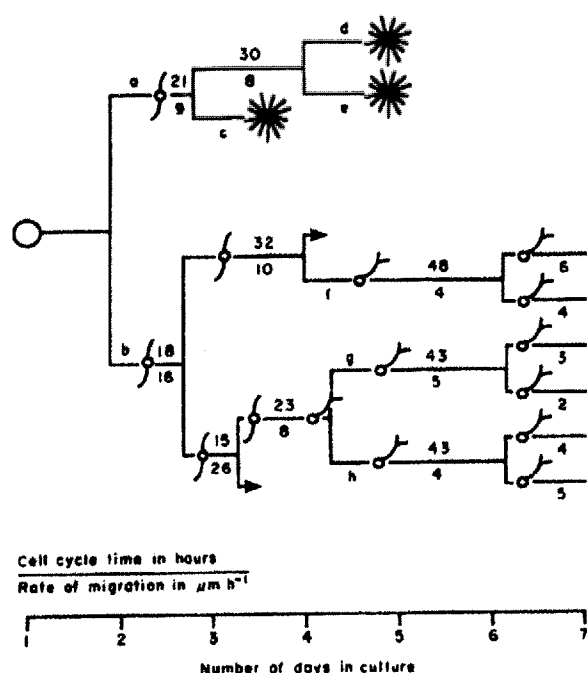 d
30
a
21
8
9
e
c
32
10
48
6
f
4
4
b
18
16
g
43
3
5
2
23
8
15
26
43
4
h
4
5
Cell cycle time in hours
Rate of migration in μm h⁻¹
1 2 3 4 5 6 7
Number of days in culture